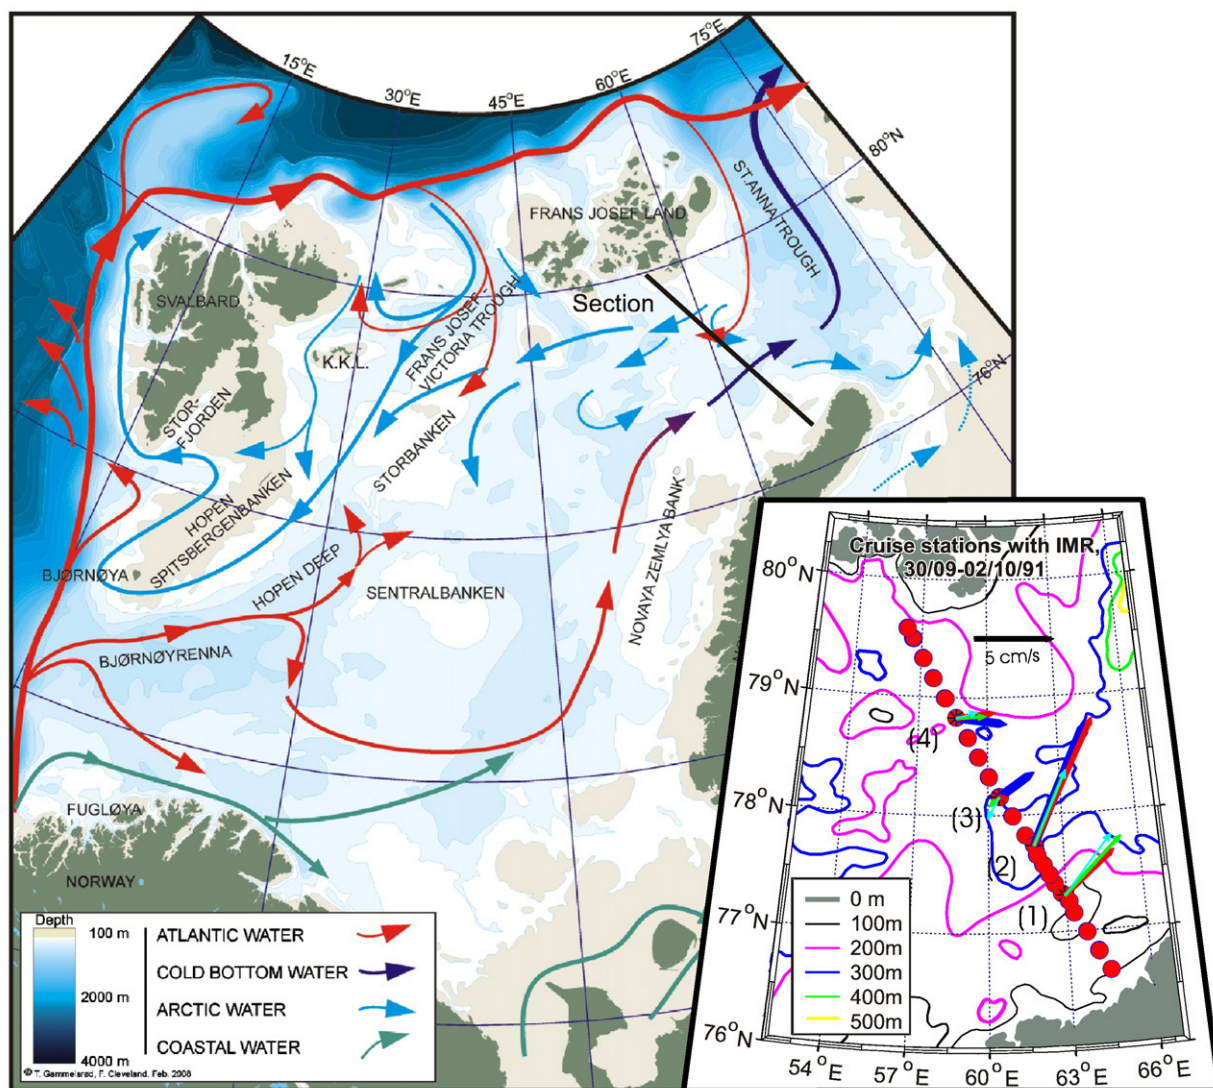 15°E
30°E
45°E
60°E
75°E
80°N
76°N
SVALBARD
FRANS JOSEF LAND
ST.ANNA TROUGH
Section
K.K.L.
FRANS JOSEF -
VICTORIA TROUGH
STOR-
FJORDEN
STORBANKEN
HOPEN
SPITSBERGENBANKEN
BJØRNØYA
HOPEN DEEP
SENTRALBANKEN
NOVAYA ZEMLYA BANK
BJØRNØYRENNA
FUGLØYA
NORWAY
Depth
100 m
2000 m
4000 m
ATLANTIC WATER
COLD BOTTOM WATER
ARCTIC WATER
COASTAL WATER
© T. Gammelsrød, F. Cleveland. Feb. 2008
Cruise stations with IMR,
30/09-02/10/91
80°N
79°N
78°N
77°N
76°N
5 cm/s
(4)
(3)
(2)
(1)
0 m
100m
200m
300m
400m
500m
54°E
57°E
60°E
63°E
66°E